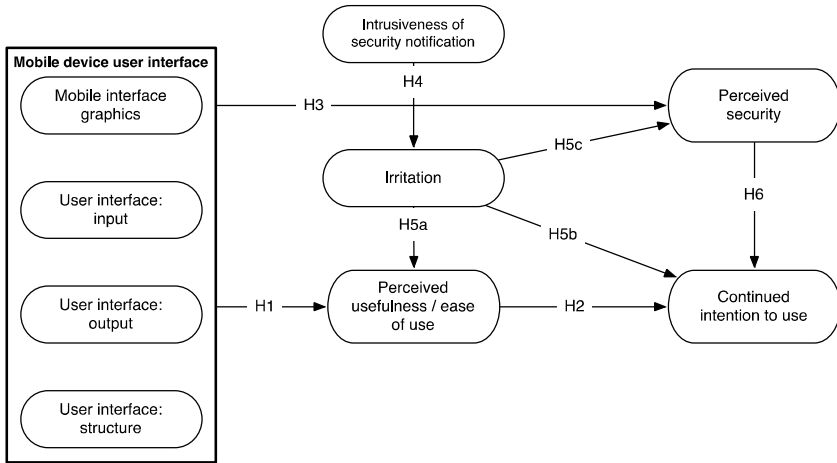 Intrusiveness of
security notification
Mobile device user interface
Mobile interface
graphics
H3
H4
Perceived
security
H5c
Irritation
User interface:
input
H5a
H5b
H6
User interface:
output
H1
Perceived
usefulness / ease
of use
H2
Continued
intention to use
User interface:
structure